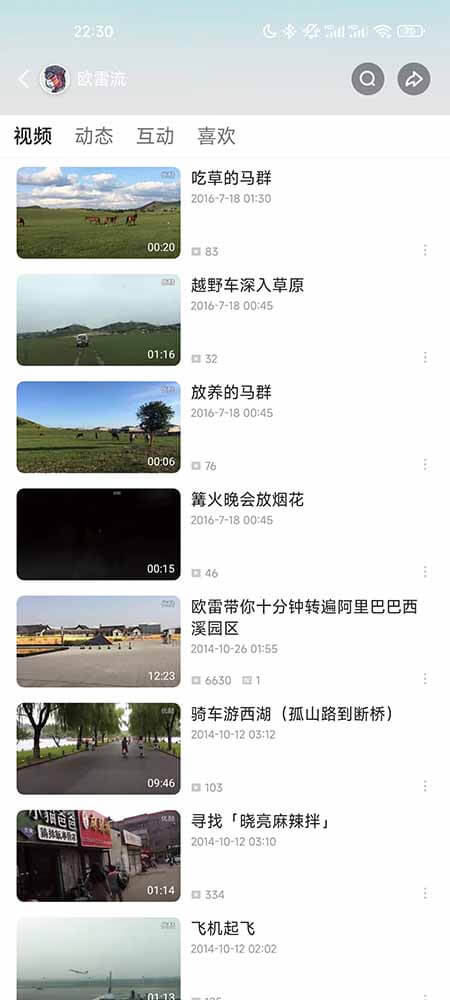 22:30
欧雷流
视频 动态 互动 喜欢
吃草的马群
2016-7-18 01:30
00:20
83
越野车深入草原
2016-7-18 00:45
01:16
32
放养的马群
2016-7-18 00:45
00:06
76
篝火晚会放烟花
2016-7-18 00:45
00:15
46
欧雷带你十分钟转遍阿里巴巴西
溪园区
2014-10-26 01:55
12:23
6630 1
骑车游西湖（孤山路到断桥）
2014-10-12 03:12
优酷
09:46
103
寻找「晓亮麻辣拌」
2014-10-12 03:10
优酷
01:14
334
飞机起飞
2014-10-12 02:02
01:13